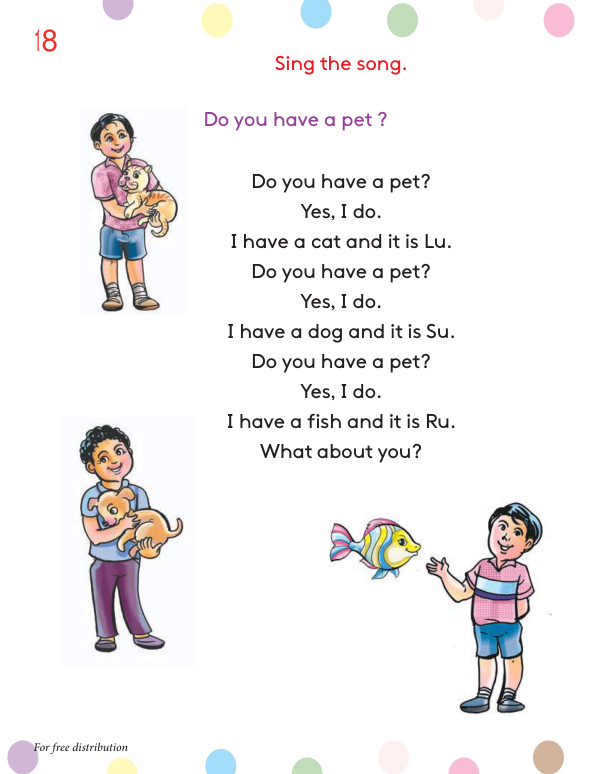 18
Sing the song.
Do you have a pet ?
Do you have a pet?
Yes, I do.
I have a cat and it is Lu.
Do you have a pet?
Yes, I do.
I have a dog and it is Su.
Do you have a pet?
Yes, I do.
I have a fish and it is Ru.
What about you?
For free distribution